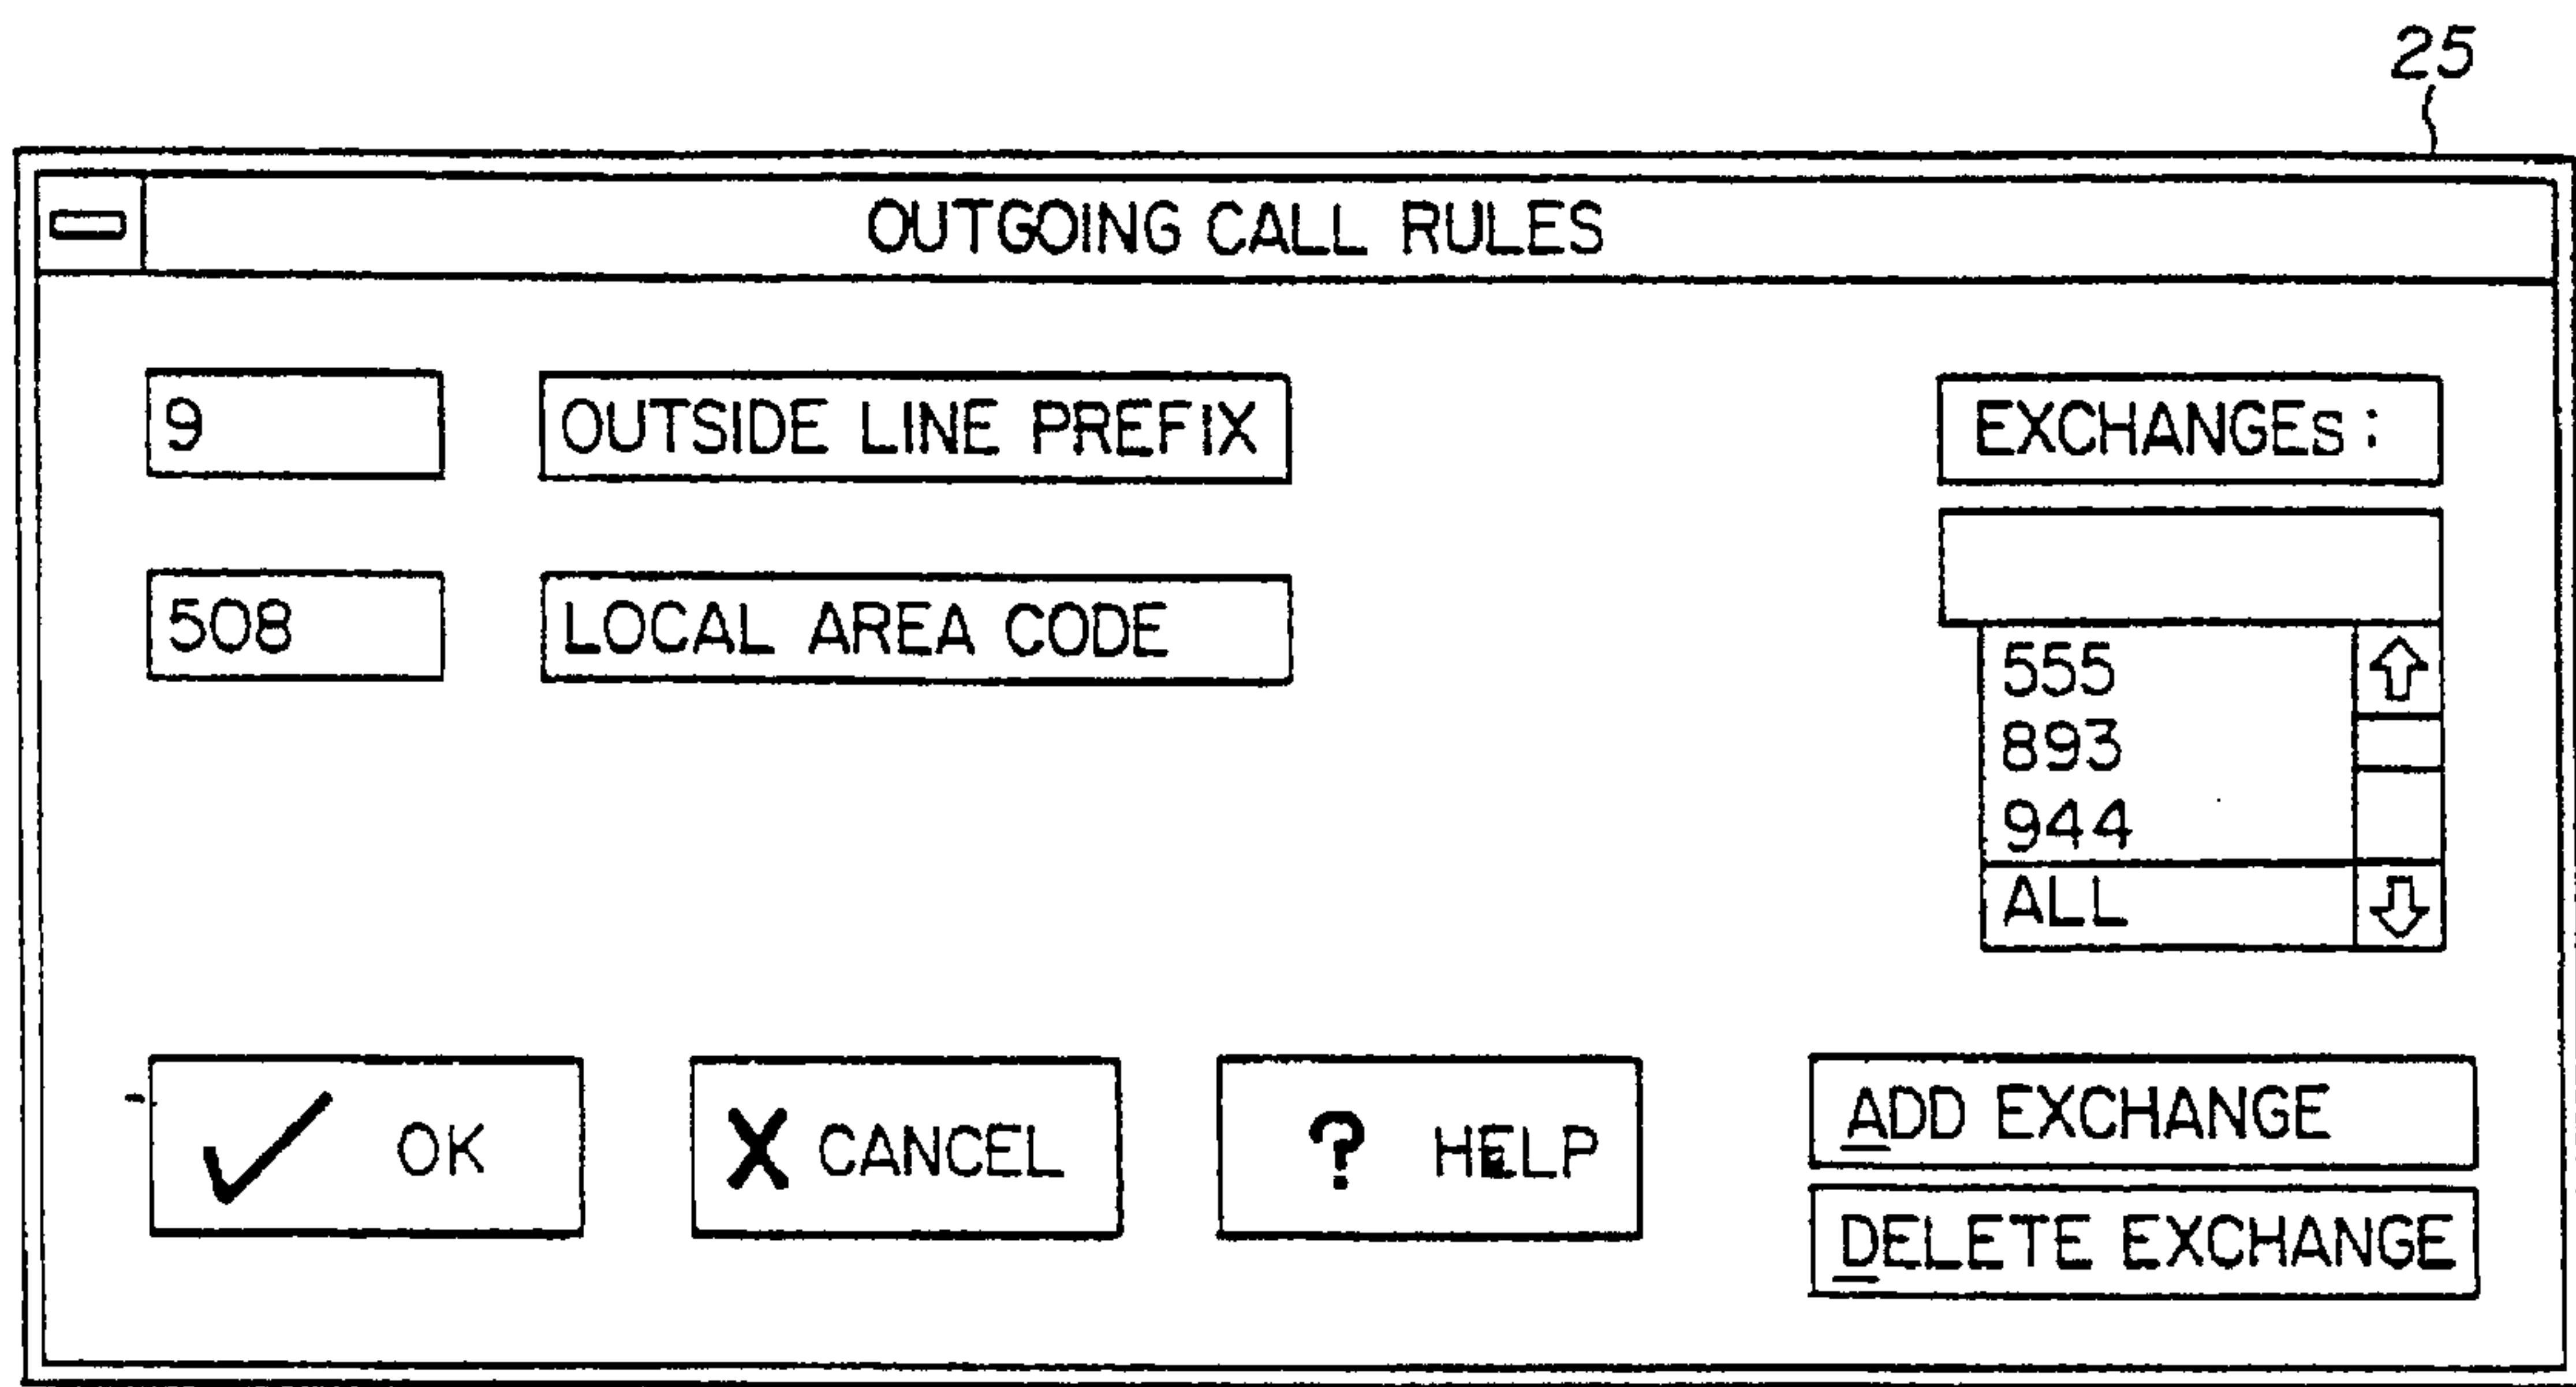 25
OUTGOING CALL RULES
9 OUTSIDE LINE PREFIX
508 LOCAL AREA CODE
EXCHANGEs:
555
893
944
ALL
OK
CANCEL
? HELP
ADD EXCHANGE
DELETE EXCHANGE